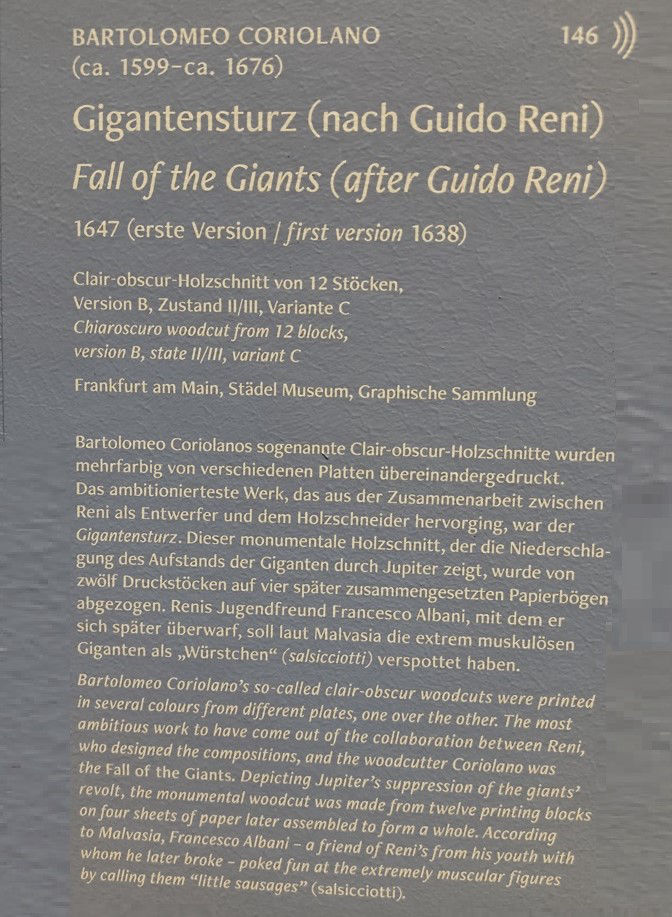 BARTOLOMEO CORIOLANO 146
(ca. 1599–ca. 1676)
Gigantensturz (nach Guido Reni)
Fall of the Giants (after Guido Reni)
1647 (erste Version / first version 1638)
Clair-obscur-Holzschnitt von 12 Stöcken,
Version B, Zustand II/III, Variante C
Chiaroscuro woodcut from 12 blocks,
version B, state II/III, variant C
Frankfurt am Main, Städel Museum, Graphische Sammlung
Bartolomeo Coriolanos sogenannte Clair-obscur-Holzschnitte wurden
mehrfarbig von verschiedenen Platten übereinandergedruckt.
Das ambitionierteste Werk, das aus der Zusammenarbeit zwischen
Reni als Entwerfer und dem Holzschneider hervorging, war der
Gigantensturz. Dieser monumentale Holzschnitt, der die Niederschla-
gung des Aufstands der Giganten durch Jupiter zeigt, wurde von
zwölf Druckstöcken auf vier später zusammengesetzten Papierbögen
abgezogen. Renis Jugendfreund Francesco Albani, mit dem er
sich später überwarf, soll laut Malvasia die extrem muskulösen
Giganten als „Würstchen“ (salsicciotti) verspottet haben.
Bartolomeo Coriolano's so-called clair-obscur woodcuts were printed
in several colours from different plates, one over the other. The most
ambitious work to have come out of the collaboration between Reni,
who designed the compositions, and the woodcutter Coriolano was
the Fall of the Giants. Depicting Jupiter's suppression of the giants'
revolt, the monumental woodcut was made from twelve printing blocks
on four sheets of paper later assembled to form a whole. According
to Malvasia, Francesco Albani – a friend of Reni's from his youth with
whom he later broke – poked fun at the extremely muscular figures
by calling them “little sausages” (salsicciotti).